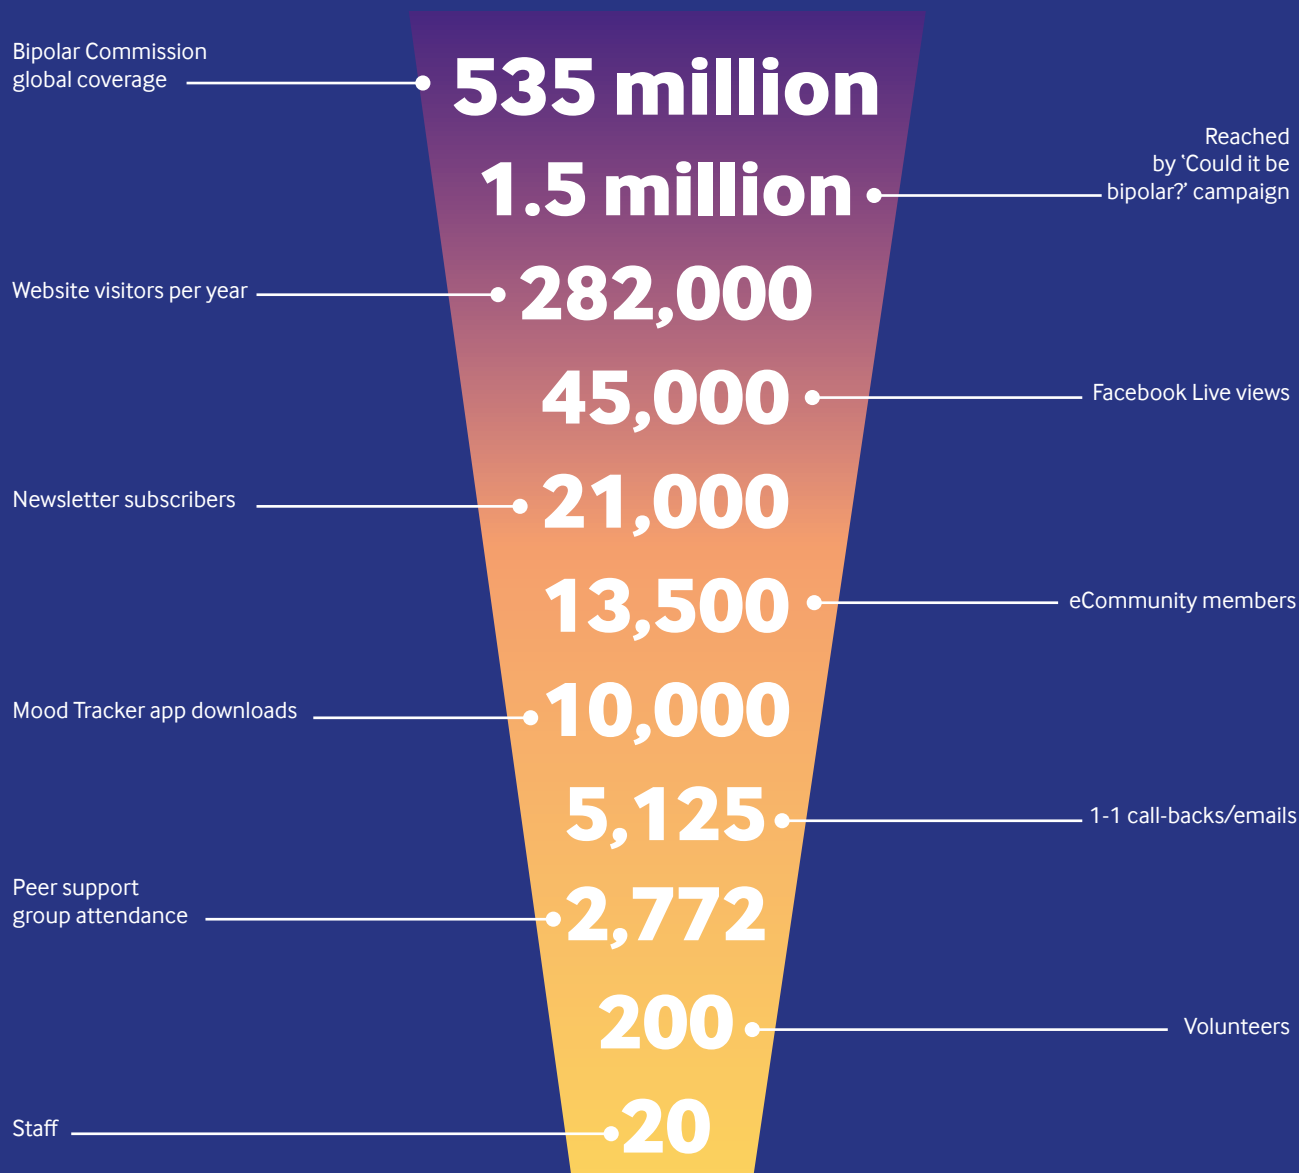 Bipolar Commission
global coverage
535 million
1.5 million
Reached
by ‘Could it be
bipolar?’ campaign
Website visitors per year
282,000
45,000
Facebook Live views
Newsletter subscribers
21,000
13,500
eCommunity members
Mood Tracker app downloads
10,000
5,125
1-1 call-backs/emails
Peer support
group attendance
2,772
200
Volunteers
Staff
20